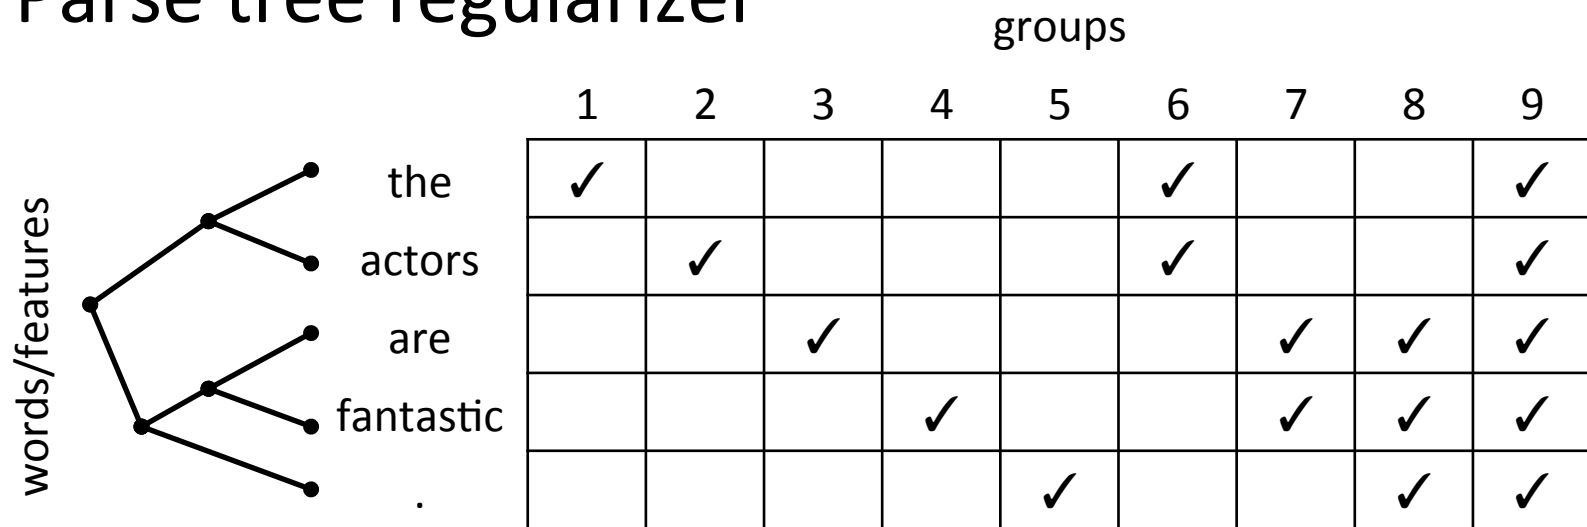 Parse tree regularizer
groups
1 2 3 4 5 6 7 8 9
words/features
the ✓ ✓ ✓
actors ✓ ✓ ✓
are ✓ ✓ ✓ ✓
fantastic ✓ ✓ ✓ ✓
. ✓ ✓ ✓